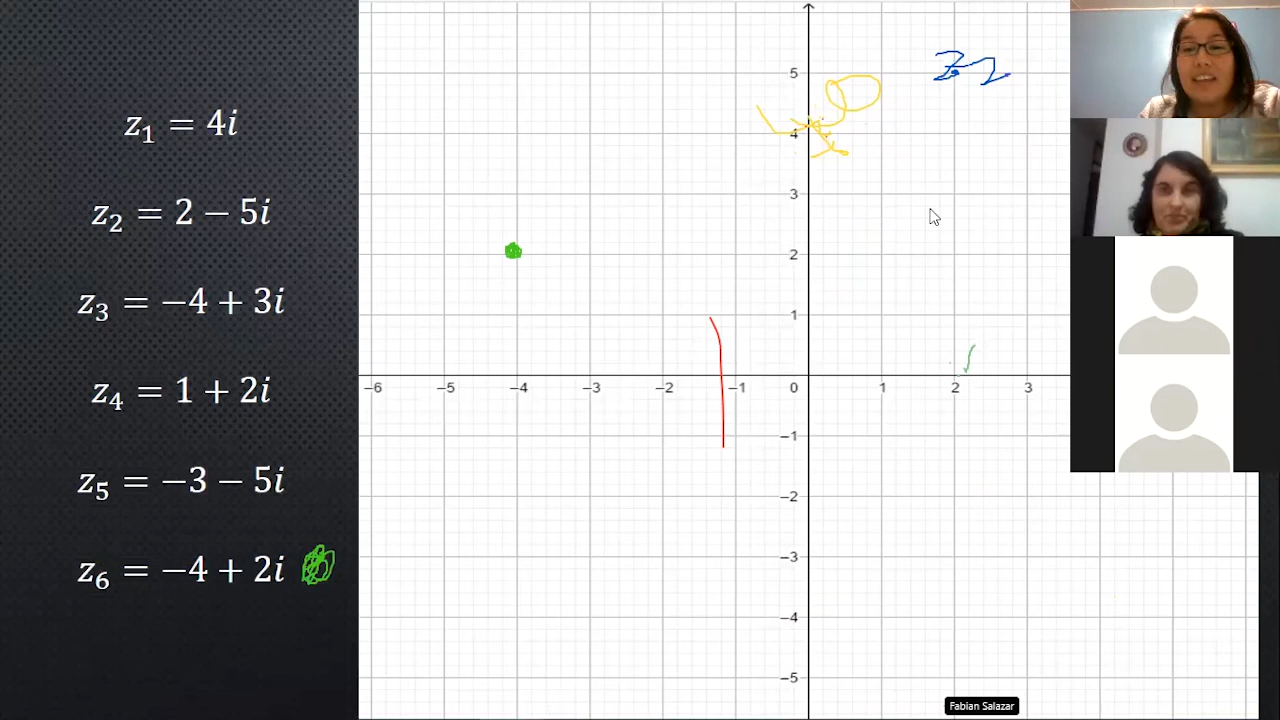 z₁ = 4i
z₂ = 2 − 5i
z₃ = −4 + 3i
z₄ = 1 + 2i
z₅ = −3 − 5i
z₆ = −4 + 2i
5
4
3
2
1
−6 −5 −4 −3 −2 −1 0 1 2 3
−1
−2
−3
−4
−5
Fabian Salazar